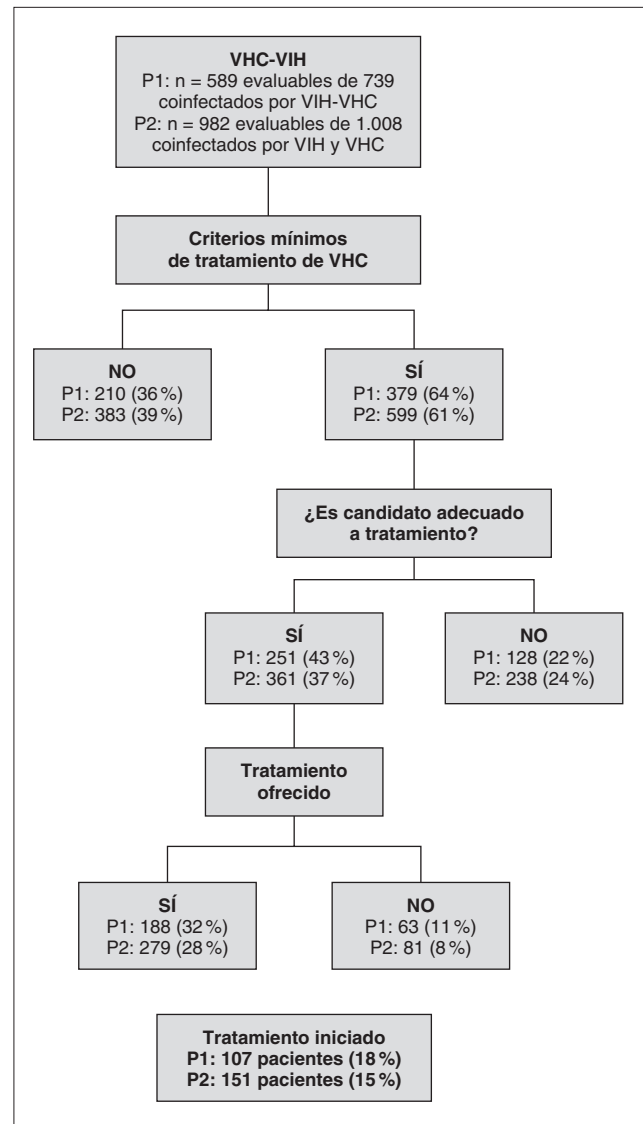 VHC-VIH
P1: n = 589 evaluables de 739
coinfectados por VIH-VHC
P2: n = 982 evaluables de 1.008
coinfectados por VIH y VHC
Criterios mínimos
de tratamiento de VHC
NO
P1: 210 (36 %)
P2: 383 (39 %)
SÍ
P1: 379 (64 %)
P2: 599 (61 %)
¿Es candidato adecuado
a tratamiento?
SÍ
P1: 251 (43 %)
P2: 361 (37 %)
NO
P1: 128 (22 %)
P2: 238 (24 %)
Tratamiento
ofrecido
SÍ
P1: 188 (32 %)
P2: 279 (28 %)
NO
P1: 63 (11 %)
P2: 81 (8 %)
Tratamiento iniciado
P1: 107 pacientes (18 %)
P2: 151 pacientes (15 %)